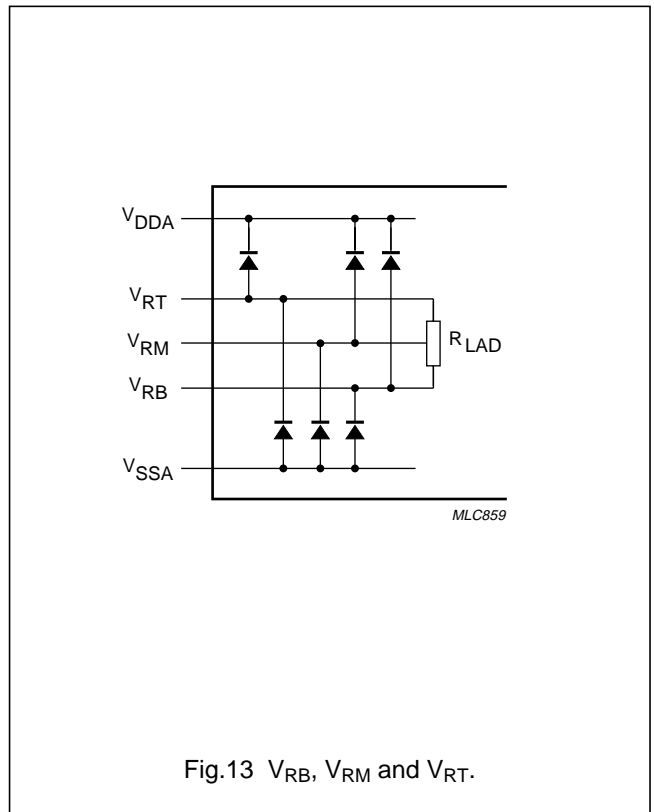 VDDA
VRT
VRM
RLAD
VRB
VSSA
MLC859
Fig.13 VRB, VRM and VRT.